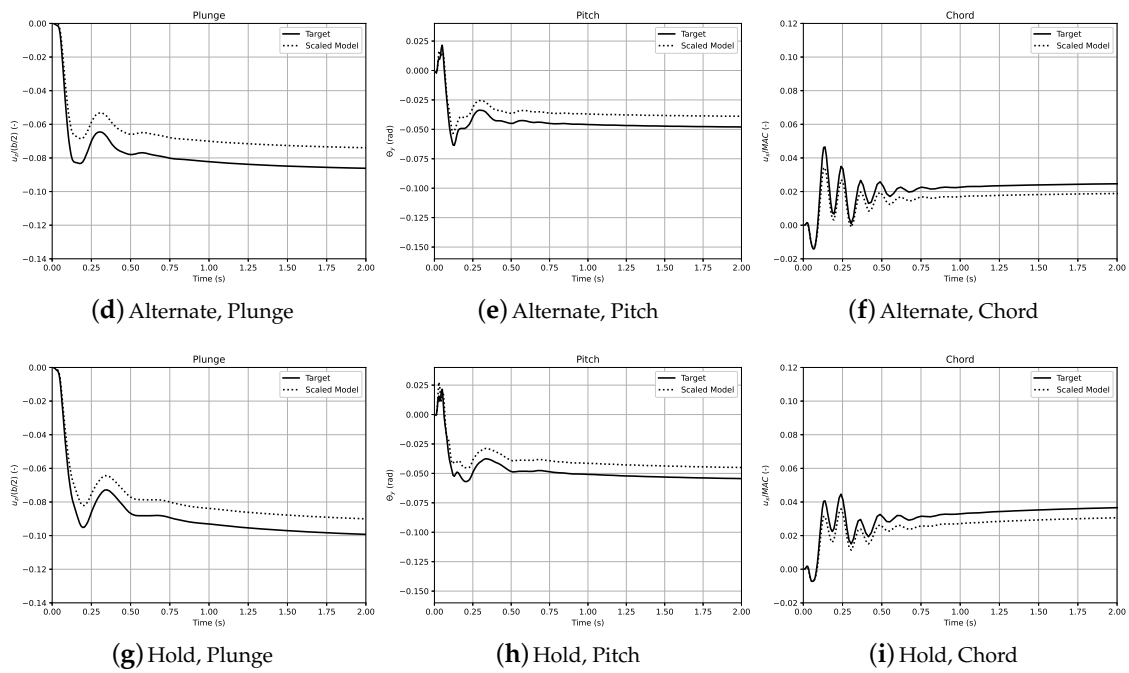 Plunge
Target
Scaled Model
0.00
−0.02
−0.04
−0.06
−0.08
−0.10
−0.12
−0.14
u_z/(b/2) (-)
0.00 0.25 0.50 0.75 1.00 1.25 1.50 1.75 2.00
Time (s)
(d) Alternate, Plunge
Pitch
Target
Scaled Model
0.025
0.000
−0.025
−0.050
−0.075
−0.100
−0.125
−0.150
Θ_y (rad)
0.00 0.25 0.50 0.75 1.00 1.25 1.50 1.75 2.00
Time (s)
(e) Alternate, Pitch
Chord
Target
Scaled Model
0.12
0.10
0.08
0.06
0.04
0.02
0.00
−0.02
u_x/MAC (-)
0.00 0.25 0.50 0.75 1.00 1.25 1.50 1.75 2.00
Time (s)
(f) Alternate, Chord
Plunge
Target
Scaled Model
0.00
−0.02
−0.04
−0.06
−0.08
−0.10
−0.12
−0.14
u_z/(b/2) (-)
0.00 0.25 0.50 0.75 1.00 1.25 1.50 1.75 2.00
Time (s)
(g) Hold, Plunge
Pitch
Target
Scaled Model
0.025
0.000
−0.025
−0.050
−0.075
−0.100
−0.125
−0.150
Θ_y (rad)
0.00 0.25 0.50 0.75 1.00 1.25 1.50 1.75 2.00
Time (s)
(h) Hold, Pitch
Chord
Target
Scaled Model
0.12
0.10
0.08
0.06
0.04
0.02
0.00
−0.02
u_x/MAC (-)
0.00 0.25 0.50 0.75 1.00 1.25 1.50 1.75 2.00
Time (s)
(i) Hold, Chord